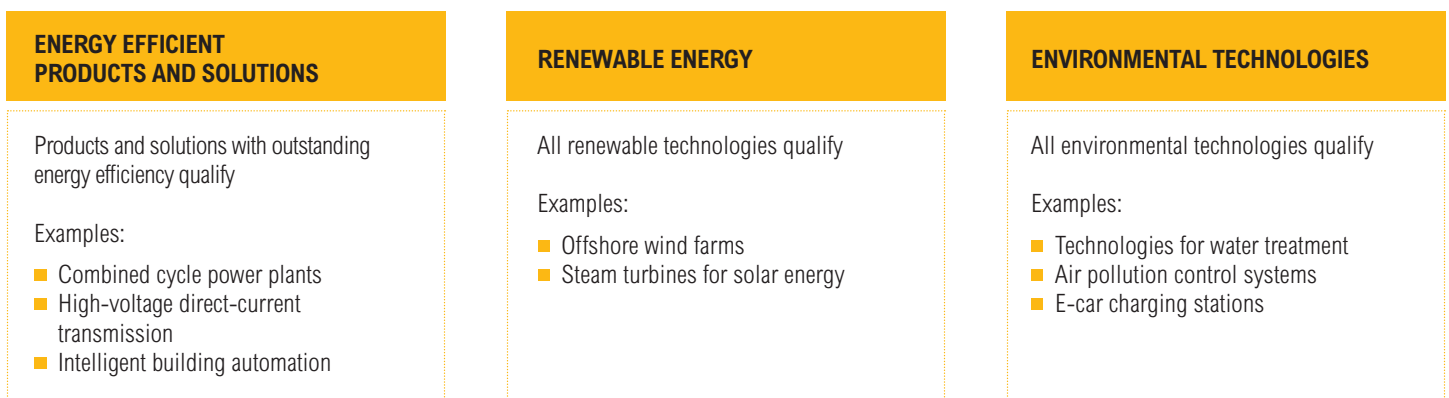 ENERGY EFFICIENT
PRODUCTS AND SOLUTIONS
Products and solutions with outstanding
energy efficiency qualify
Examples:
Combined cycle power plants
High-voltage direct-current
transmission
Intelligent building automation
RENEWABLE ENERGY
All renewable technologies qualify
Examples:
Offshore wind farms
Steam turbines for solar energy
ENVIRONMENTAL TECHNOLOGIES
All environmental technologies qualify
Examples:
Technologies for water treatment
Air pollution control systems
E-car charging stations